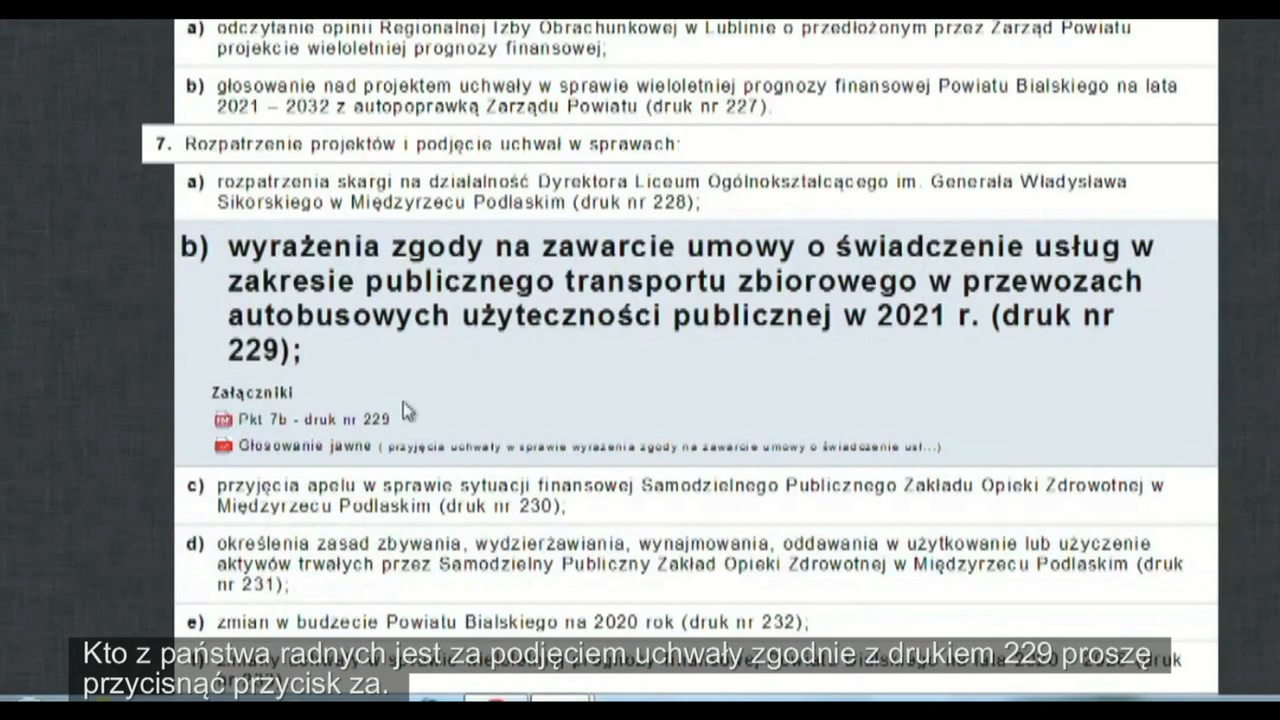 a) odczytanie opinii Regionalnej Izby Obrachunkowej w Lublinie o przedłożonym przez Zarząd Powiatu
projekcie wieloletniej prognozy finansowej;
b) głosowanie nad projektem uchwały w sprawie wieloletniej prognozy finansowej Powiatu Bialskiego na lata
2021 – 2032 z autopoprawką Zarządu Powiatu (druk nr 227).
7. Rozpatrzenie projektów i podjęcie uchwał w sprawach:
a) rozpatrzenia skargi na działalność Dyrektora Liceum Ogólnokształcącego im. Generała Władysława
Sikorskiego w Międzyrzecu Podlaskim (druk nr 228);
b) wyrażenia zgody na zawarcie umowy o świadczenie usług w
zakresie publicznego transportu zbiorowego w przewozach
autobusowych użyteczności publicznej w 2021 r. (druk nr
229);
Załączniki
Pkt 7b - druk nr 229
Głosowanie jawne ( przyjęcia uchwały w sprawie wyrażenia zgody na zawarcie umowy o świadczenie usł...)
c) przyjęcia apelu w sprawie sytuacji finansowej Samodzielnego Publicznego Zakładu Opieki Zdrowotnej w
Międzyrzecu Podlaskim (druk nr 230);
d) określenia zasad zbywania, wydzierżawiania, wynajmowania, oddawania w użytkowanie lub użyczenie
aktywów trwałych przez Samodzielny Publiczny Zakład Opieki Zdrowotnej w Międzyrzecu Podlaskim (druk
nr 231);
e) zmian w budżecie Powiatu Bialskiego na 2020 rok (druk nr 232);
Kto z państwa radnych jest za podjęciem uchwały zgodnie z drukiem 229 proszę
przycisnąć przycisk za.